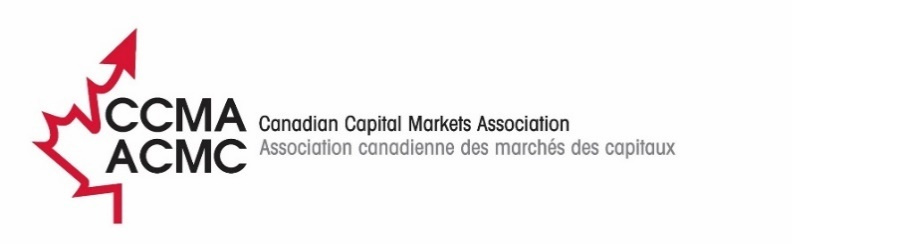 CCMA
ACMC
Canadian Capital Markets Association
Association canadienne des marchés des capitaux